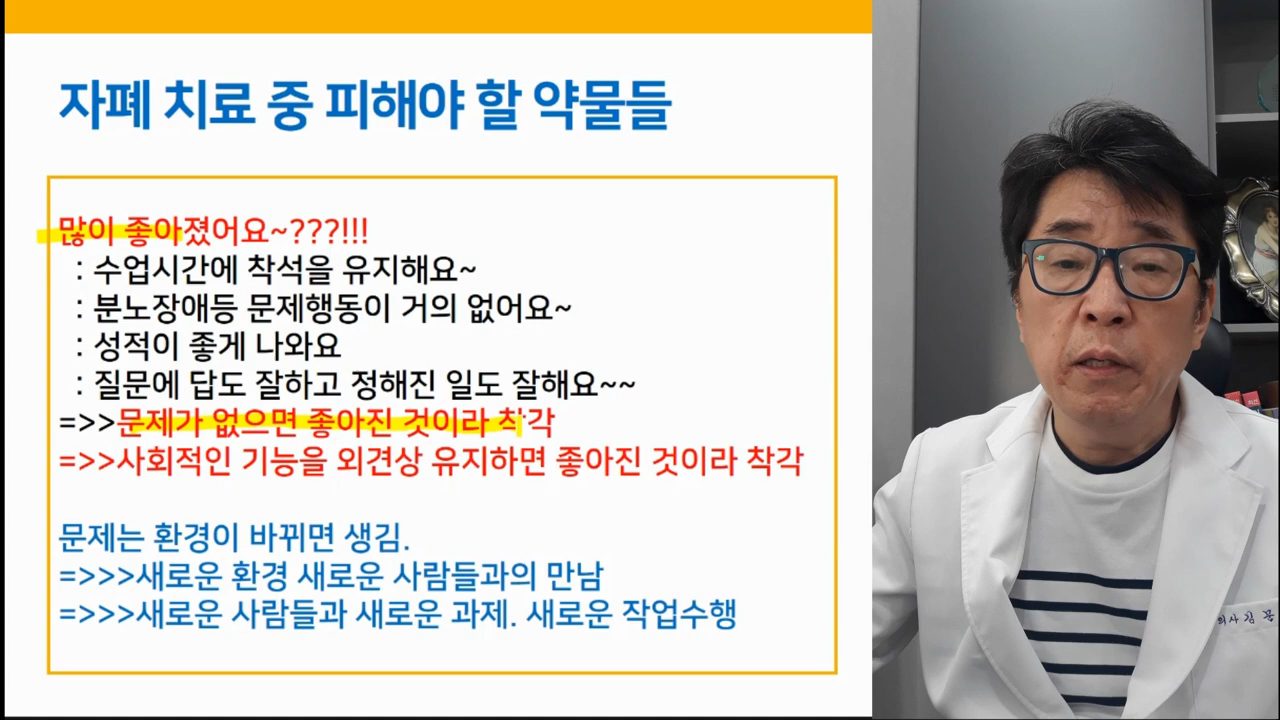 자폐 치료 중 피해야 할 약물들
많이 좋아졌어요~???!!!
: 수업시간에 착석을 유지해요~
: 분노장애등 문제행동이 거의 없어요~
: 성적이 좋게 나와요
: 질문에 답도 잘하고 정해진 일도 잘해요~~
=>>문제가 없으면 좋아진 것이라 착각
=>>사회적인 기능을 외견상 유지하면 좋아진 것이라 착각
문제는 환경이 바뀌면 생김.
=>>>새로운 환경 새로운 사람들과의 만남
=>>>새로운 사람들과 새로운 과제. 새로운 작업수행
의사 김